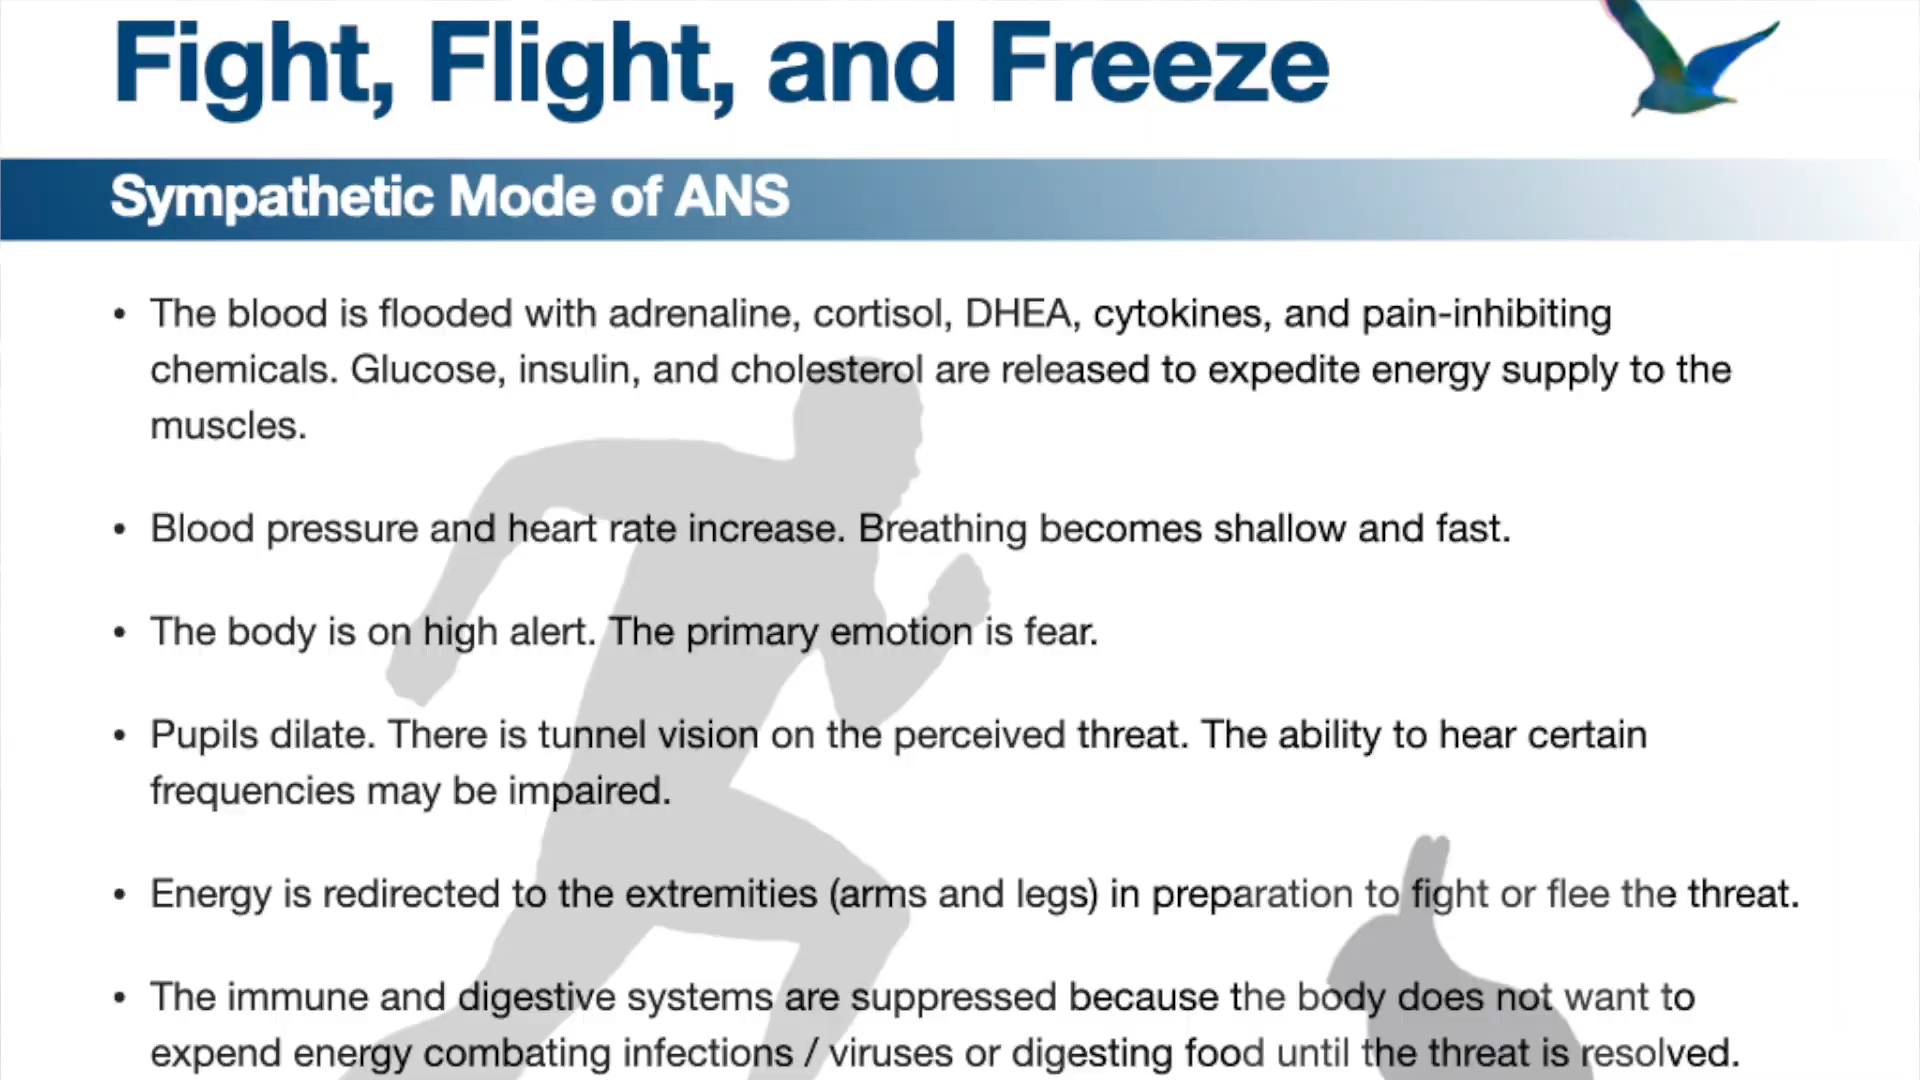 Fight, Flight, and Freeze
Sympathetic Mode of ANS
• The blood is flooded with adrenaline, cortisol, DHEA, cytokines, and pain-inhibiting
chemicals. Glucose, insulin, and cholesterol are released to expedite energy supply to the
muscles.
• Blood pressure and heart rate increase. Breathing becomes shallow and fast.
• The body is on high alert. The primary emotion is fear.
• Pupils dilate. There is tunnel vision on the perceived threat. The ability to hear certain
frequencies may be impaired.
• Energy is redirected to the extremities (arms and legs) in preparation to fight or flee the threat.
• The immune and digestive systems are suppressed because the body does not want to
expend energy combating infections / viruses or digesting food until the threat is resolved.